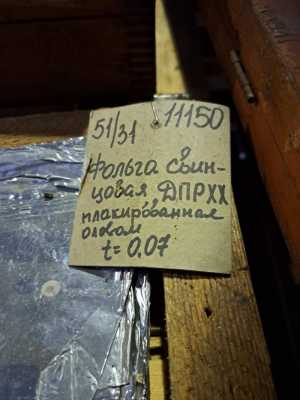 51/31 11150
Фольга свин-
цовая ДПРХХ
плакированная
оловом
t=0.07